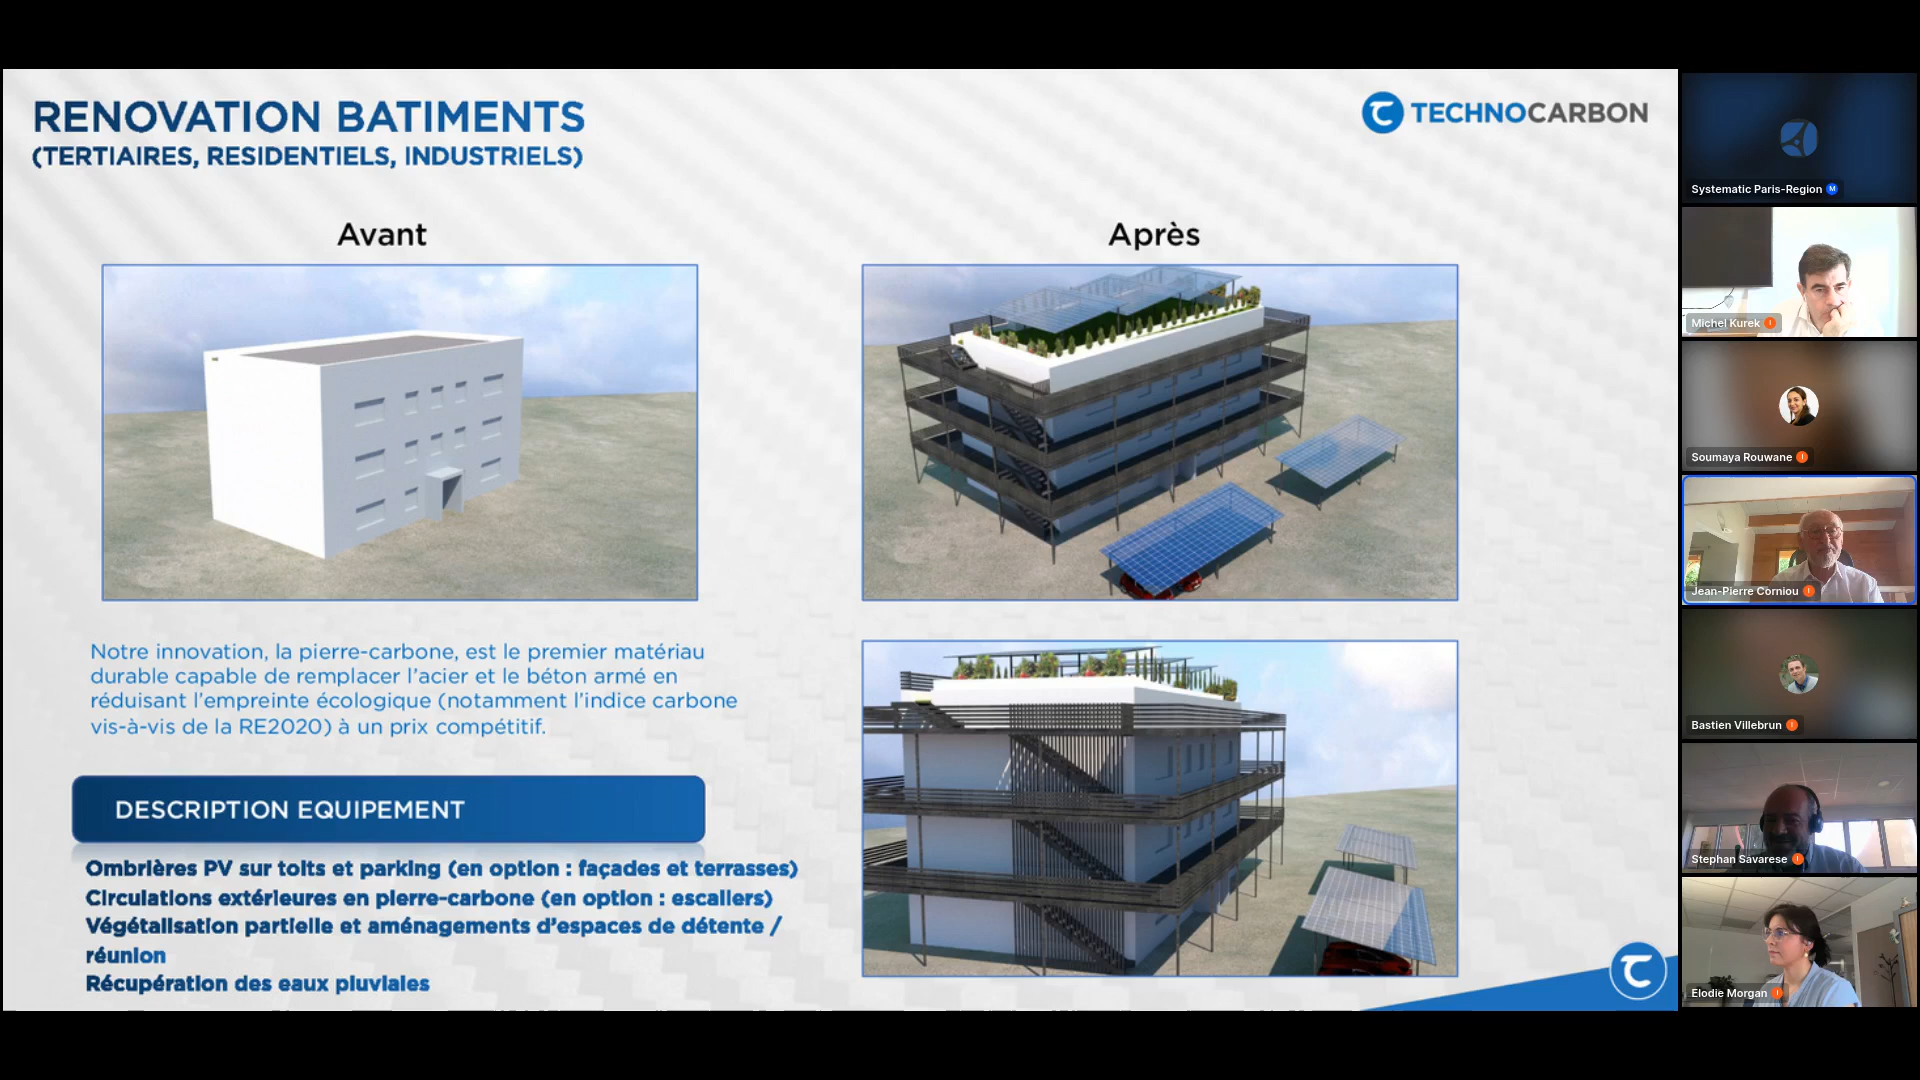 RENOVATION BATIMENTS
(TERTIAIRES, RESIDENTIELS, INDUSTRIELS)
TECHNOCARBON
Avant
Après
Notre innovation, la pierre-carbone, est le premier matériau
durable capable de remplacer l'acier et le béton armé en
réduisant l'empreinte écologique (notamment l'indice carbone
vis-à-vis de la RE2020) à un prix compétitif.
DESCRIPTION EQUIPEMENT
Ombrières PV sur toits et parking (en option : façades et terrasses)
Circulations extérieures en pierre-carbone (en option : escaliers)
Végétalisation partielle et aménagements d'espaces de détente /
réunion
Récupération des eaux pluviales
Systematic Paris-Region M
Michel Kurek I
Soumaya Rouwane I
Jean-Pierre Corniou I
Bastien Villebrun I
Stephan Savarese I
Elodie Morgan I